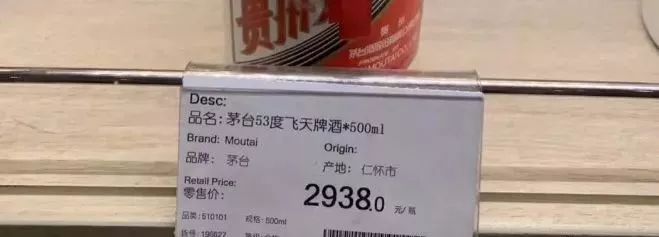 贵州
MOUTAI
Desc:
品名: 茅台53度飞天牌酒*500ml
Brand: Moutai
Origin:
品牌: 茅台
产地: 仁怀市
Retail Price:
零售价:
2938.0 元/瓶
品类: 510101
规格: 500ml